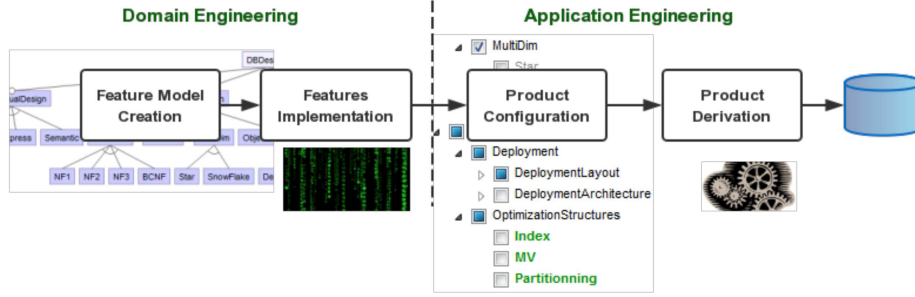 Domain Engineering
Application Engineering
MultiDim
Star
DBDes
ualDesign
Feature Model
Creation
Features
Implementation
Product
Configuration
Product
Derivation
press
Semantic
im
Obje
Deployment
NF1
NF2
NF3
BCNF
Star
SnowFlake
De
DeploymentLayout
DeploymentArchitecture
OptimizationStructures
Index
MV
Partitionning